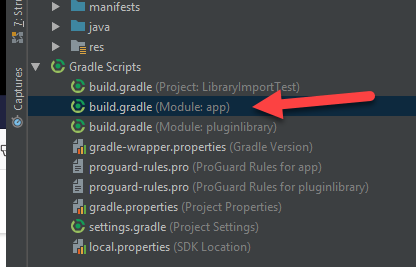 7: Structure
Captures
manifests
java
res
Gradle Scripts
build.gradle (Project: LibraryImportTest)
build.gradle (Module: app)
build.gradle (Module: pluginlibrary)
gradle-wrapper.properties (Gradle Version)
proguard-rules.pro (ProGuard Rules for app)
proguard-rules.pro (ProGuard Rules for pluginlibrary)
gradle.properties (Project Properties)
settings.gradle (Project Settings)
local.properties (SDK Location)